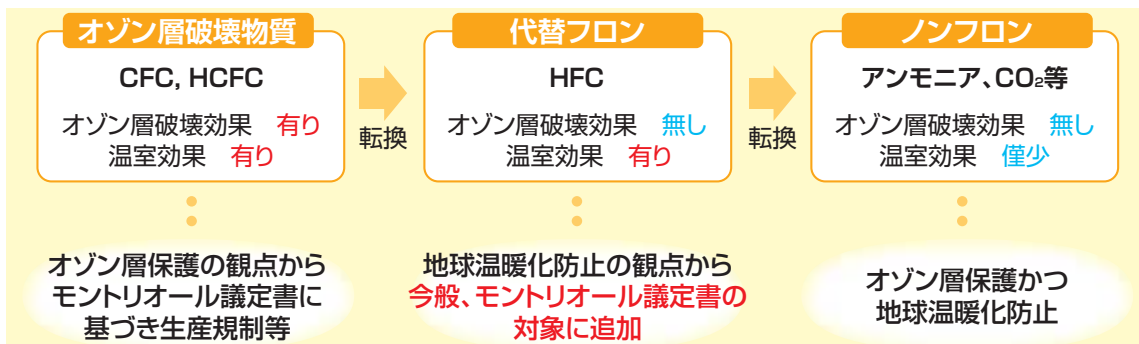 オゾン層破壊物質
CFC, HCFC
オゾン層破壊効果　有り
温室効果　有り
転換
代替フロン
HFC
オゾン層破壊効果　無し
温室効果　有り
転換
ノンフロン
アンモニア、CO₂等
オゾン層破壊効果　無し
温室効果　僅少
オゾン層保護の観点から
モントリオール議定書に
基づき生産規制等
地球温暖化防止の観点から
今般、モントリオール議定書の
対象に追加
オゾン層保護かつ
地球温暖化防止